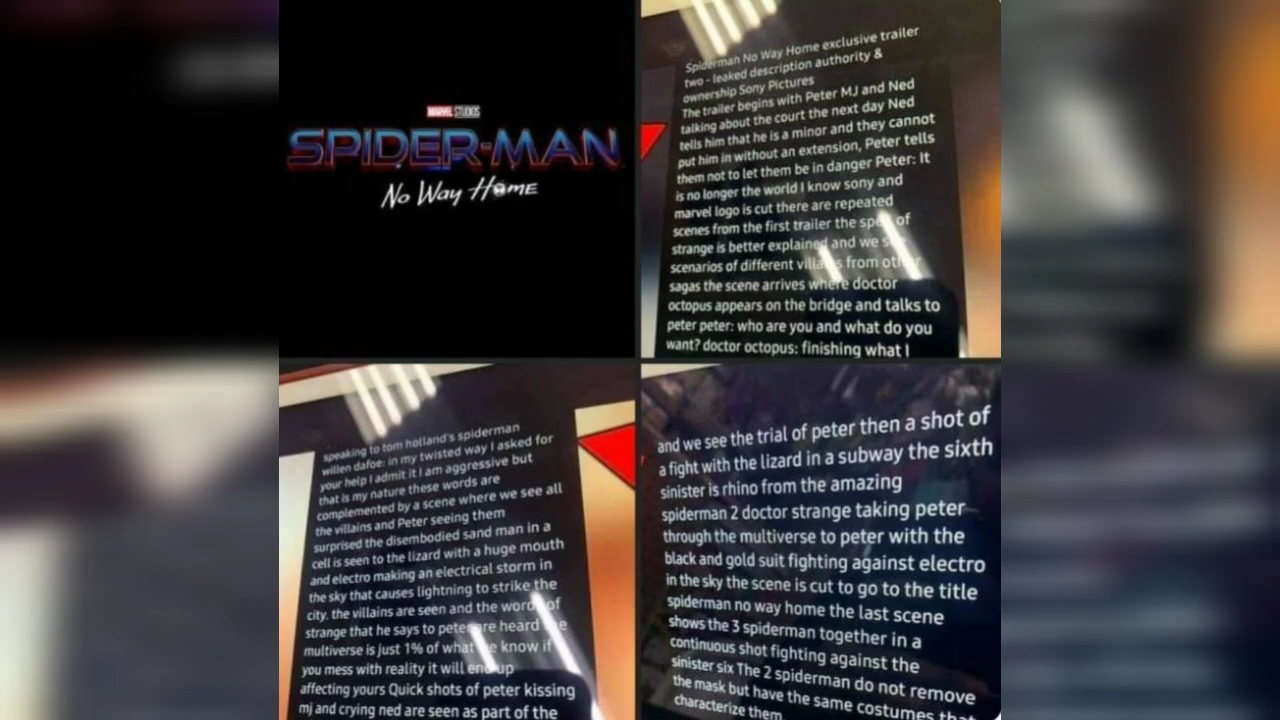 MARVEL STUDIOS
SPIDER-MAN
No Way Home
Spiderman No Way Home exclusive trailer
two - leaked description authority &
ownership Sony Pictures
The trailer begins with Peter MJ and Ned
talking about the court the next day Ned
tells him that he is a minor and they cannot
put him in without an extension, Peter tells
them not to let them be in danger Peter: It
is no longer the world I know sony and
marvel logo is cut there are repeated
scenes from the first trailer the spell of
strange is better explained and we see
scenarios of different villains from other
sagas the scene arrives where doctor
octopus appears on the bridge and talks to
peter peter: who are you and what do you
want? doctor octopus: finishing what I
speaking to tom holland's spiderman
willen dafoe: in my twisted way I asked for
your help I admit it I am aggressive but
that is my nature these words are
complemented by a scene where we see all
the villains and Peter seeing them
surprised the disembodied sand man in a
cell is seen to the lizard with a huge mouth
and electro making an electrical storm in
the sky that causes lightning to strike the
city, the villains are seen and the words of
strange that he says to peter are heard the
multiverse is just 1% of what we know if
you mess with reality it will end up
affecting yours Quick shots of peter kissing
mj and crying ned are seen as part of the
and we see the trial of peter then a shot of
a fight with the lizard in a subway the sixth
sinister is rhino from the amazing
spiderman 2 doctor strange taking peter
through the multiverse to peter with the
black and gold suit fighting against electro
in the sky the scene is cut to go to the title
spiderman no way home the last scene
shows the 3 spiderman together in a
continuous shot fighting against the
sinister six The 2 spiderman do not remove
the mask but have the same costumes that
characterize them